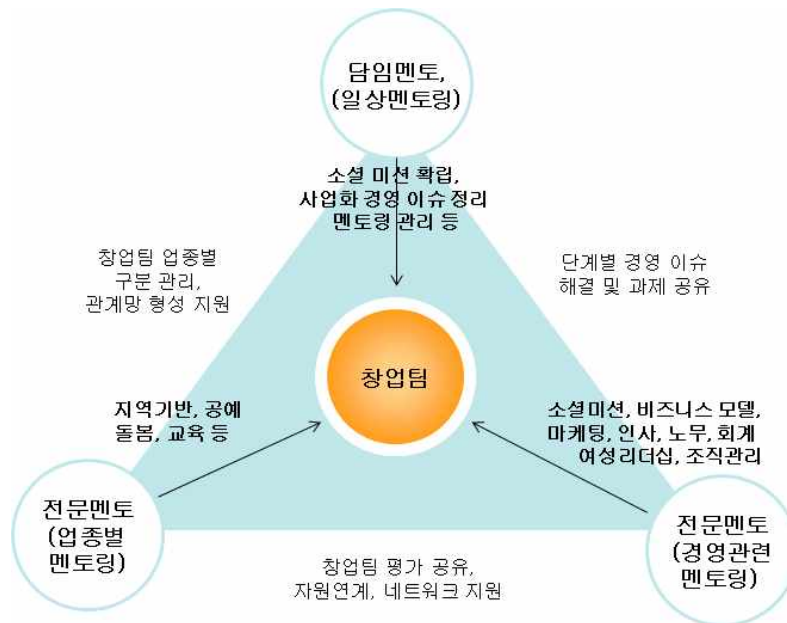 담임멘토,
(일상멘토링)
소셜 미션 확립,
사업화 경영 이슈 정리
멘토링 관리 등
창업팀 업종별
구분 관리,
관계망 형성 지원
단계별 경영 이슈
해결 및 과제 공유
창업팀
지역기반, 공예
돌봄, 교육 등
소셜미션, 비즈니스 모델,
마케팅, 인사, 노무, 회계
여성리더십, 조직관리
전문멘토
(업종별
멘토링)
전문멘토
(경영관련
멘토링)
창업팀 평가 공유,
자원연계, 네트워크 지원